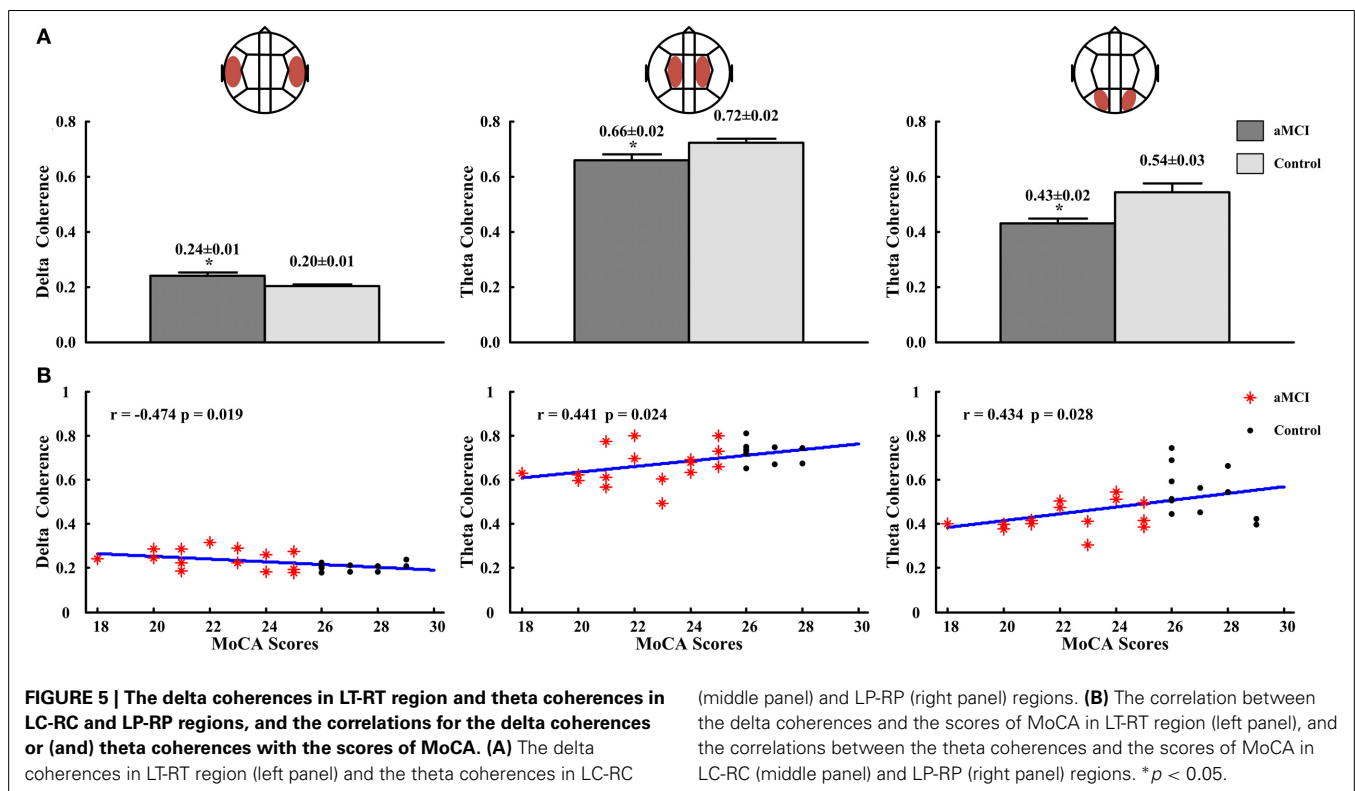 A
0.8
0.6
0.4
0.2
0.0
Delta Coherence
0.24±0.01
*
0.20±0.01
0.8
0.6
0.4
0.2
0.0
Theta Coherence
0.66±0.02
*
0.72±0.02
0.8
0.6
0.4
0.2
0.0
Theta Coherence
0.43±0.02
*
0.54±0.03
aMCI
Control
B
1
0.8
0.6
0.4
0.2
0
Delta Coherence
r = -0.474 p = 0.019
18 20 22 24 26 28 30
MoCA Scores
1
0.8
0.6
0.4
0.2
0
Theta Coherence
r = 0.441 p = 0.024
18 20 22 24 26 28 30
MoCA Scores
1
0.8
0.6
0.4
0.2
0
Theta Coherence
r = 0.434 p = 0.028
aMCI
Control
18 20 22 24 26 28 30
MoCA Scores
FIGURE 5 | The delta coherences in LT-RT region and theta coherences in
LC-RC and LP-RP regions, and the correlations for the delta coherences
or (and) theta coherences with the scores of MoCA. (A) The delta
coherences in LT-RT region (left panel) and the theta coherences in LC-RC
(middle panel) and LP-RP (right panel) regions. (B) The correlation between
the delta coherences and the scores of MoCA in LT-RT region (left panel), and
the correlations between the theta coherences and the scores of MoCA in
LC-RC (middle panel) and LP-RP (right panel) regions. *p < 0.05.